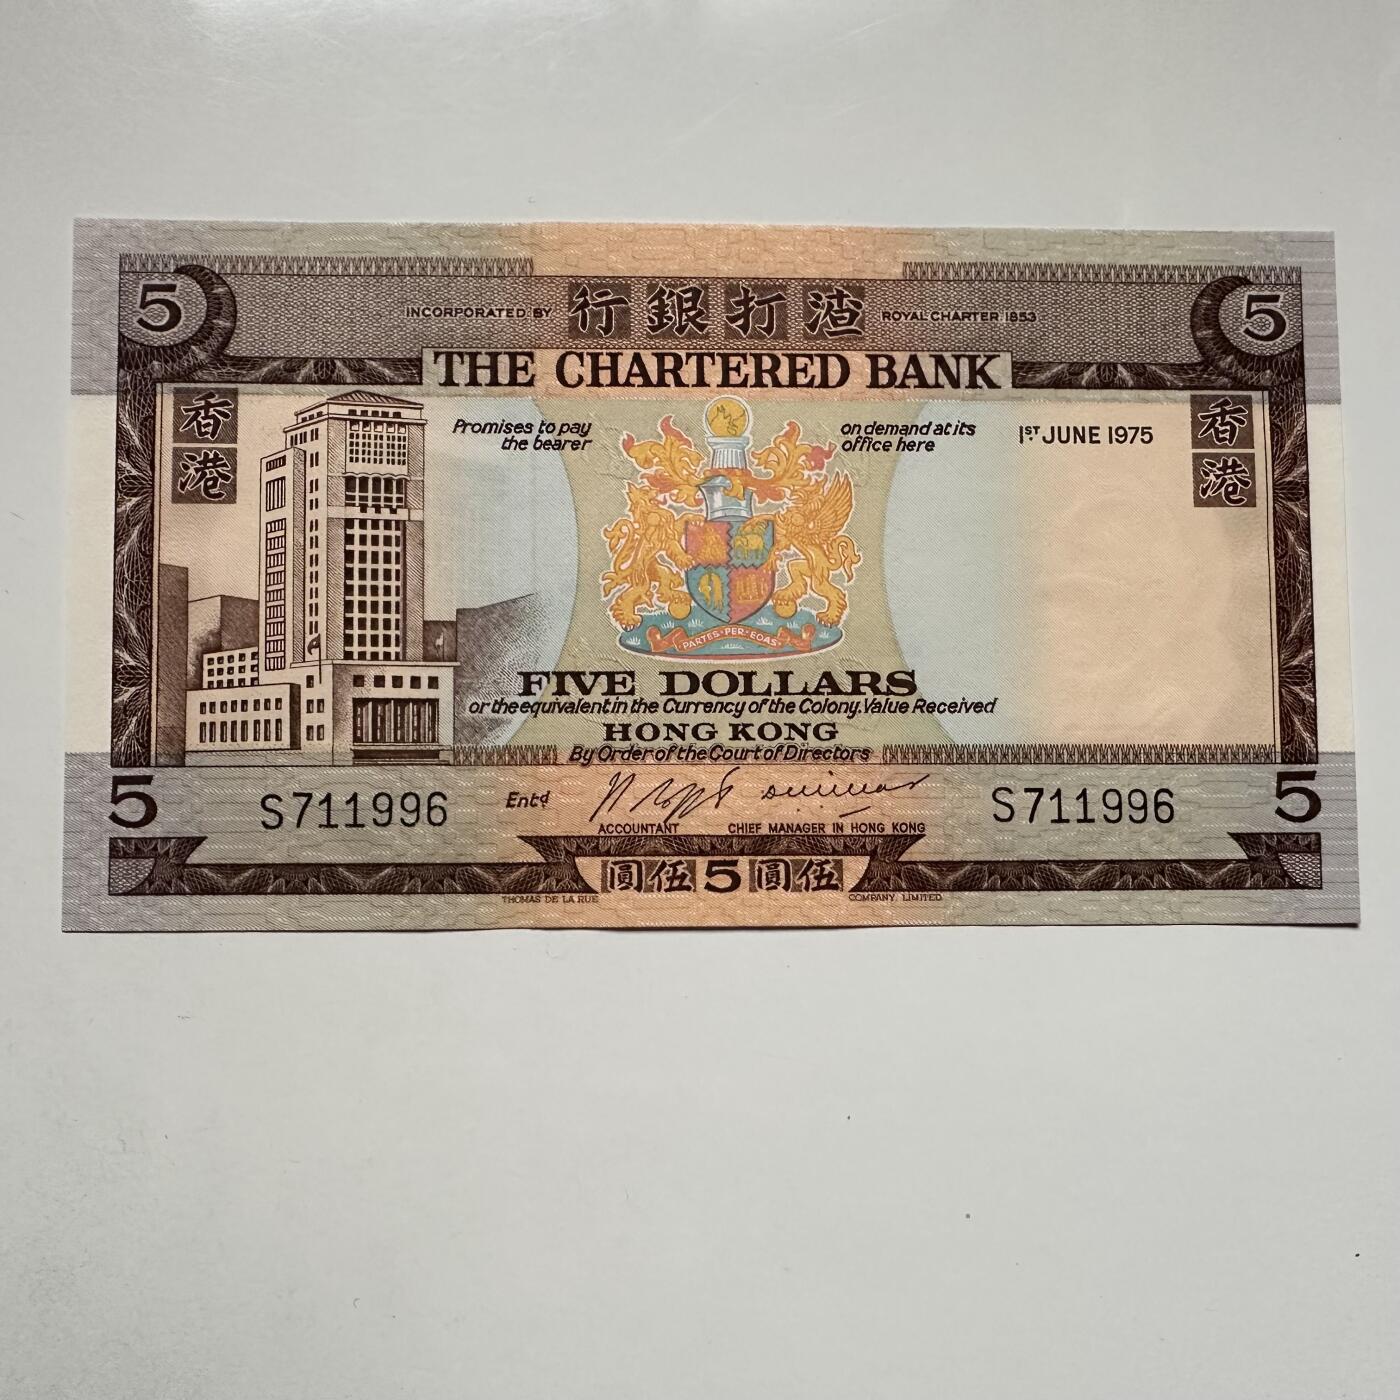 5
INCORPORATED BY 行銀打渣 ROYAL CHARTER 1853
5
THE CHARTERED BANK
香港
Promises to pay the bearer
on demand at its office here
1ST JUNE 1975
香港
PARTES·PER·EOAS
FIVE DOLLARS
or the equivalent in the Currency of the Colony. Value Received
HONG KONG
By Order of the Court of Directors
5
S711996
Entd
S711996
5
ACCOUNTANT
CHIEF MANAGER IN HONG KONG
圓伍5圓伍
THOMAS DE LA RUE
COMPANY, LIMITED